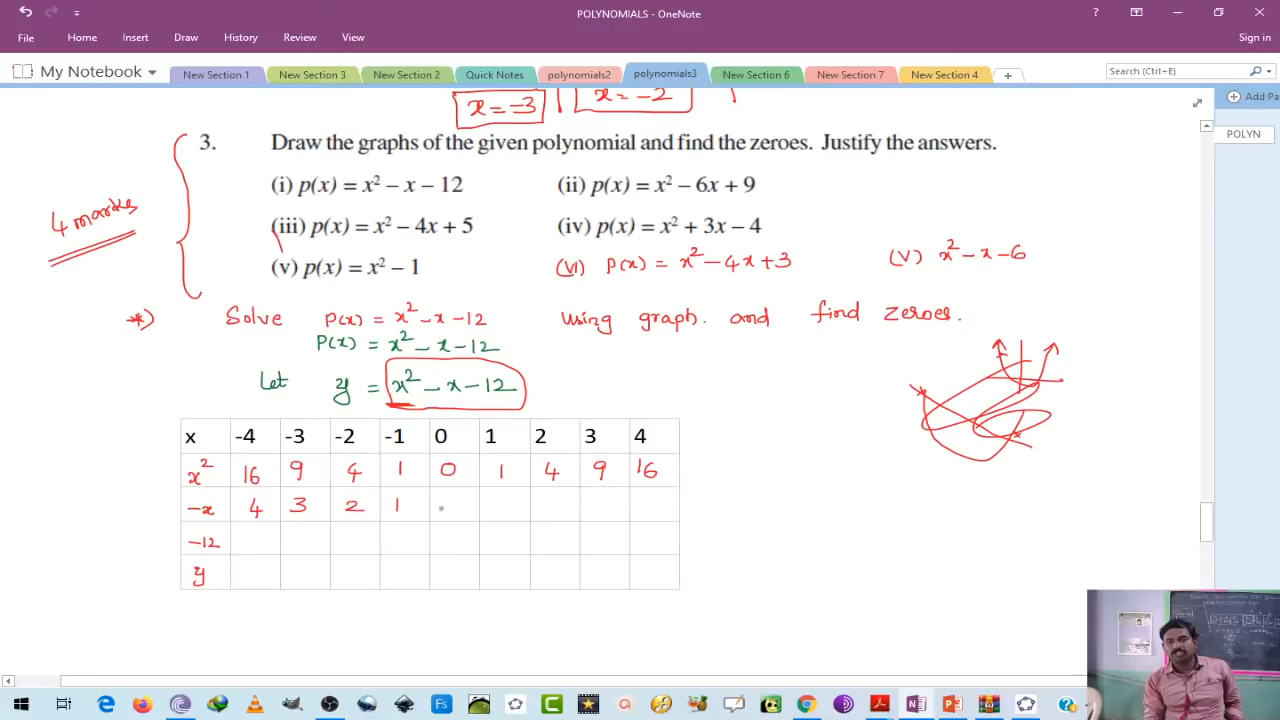 POLYNOMIALS - OneNote
File Home Insert Draw History Review View Sign in
My Notebook New Section 1 New Section 3 New Section 2 Quick Notes polynomials2 polynomials3 New Section 6 New Section 7 New Section 4 Search (Ctrl+E)
Add Pa
POLYN
x = -3 x = -2
3. Draw the graphs of the given polynomial and find the zeroes. Justify the answers.
(i) p(x) = x² – x – 12 (ii) p(x) = x² – 6x + 9
4 marks
(iii) p(x) = x² – 4x + 5 (iv) p(x) = x² + 3x – 4
(v) p(x) = x² – 1 (VI) P(x) = x² – 4x + 3 (V) x² – x – 6
*) Solve P(x) = x² – x – 12 using graph. and find zeroes.
P(x) = x² – x – 12
Let y = x² – x – 12
x -4 -3 -2 -1 0 1 2 3 4
x² 16 9 4 1 0 1 4 9 16
-x 4 3 2 1
-12
y